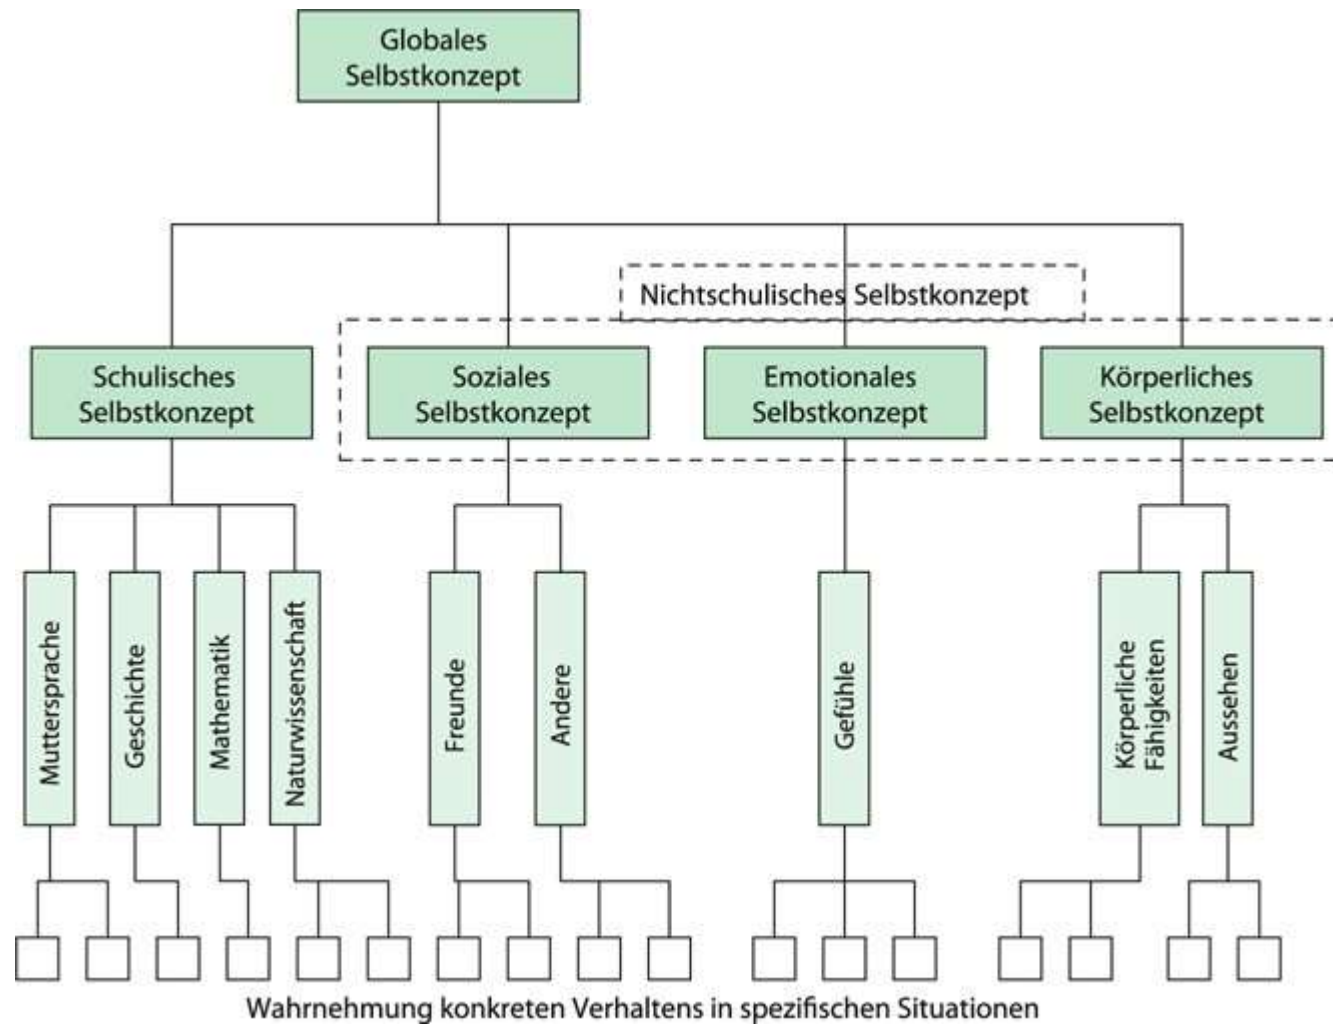 Globales
Selbstkonzept
Nichtschulisches Selbstkonzept
Schulisches
Selbstkonzept
Soziales
Selbstkonzept
Emotionales
Selbstkonzept
Körperliches
Selbstkonzept
Muttersprache
Geschichte
Mathematik
Naturwissenschaft
Freunde
Andere
Gefühle
Körperliche
Fähigkeiten
Aussehen
Wahrnehmung konkreten Verhaltens in spezifischen Situationen